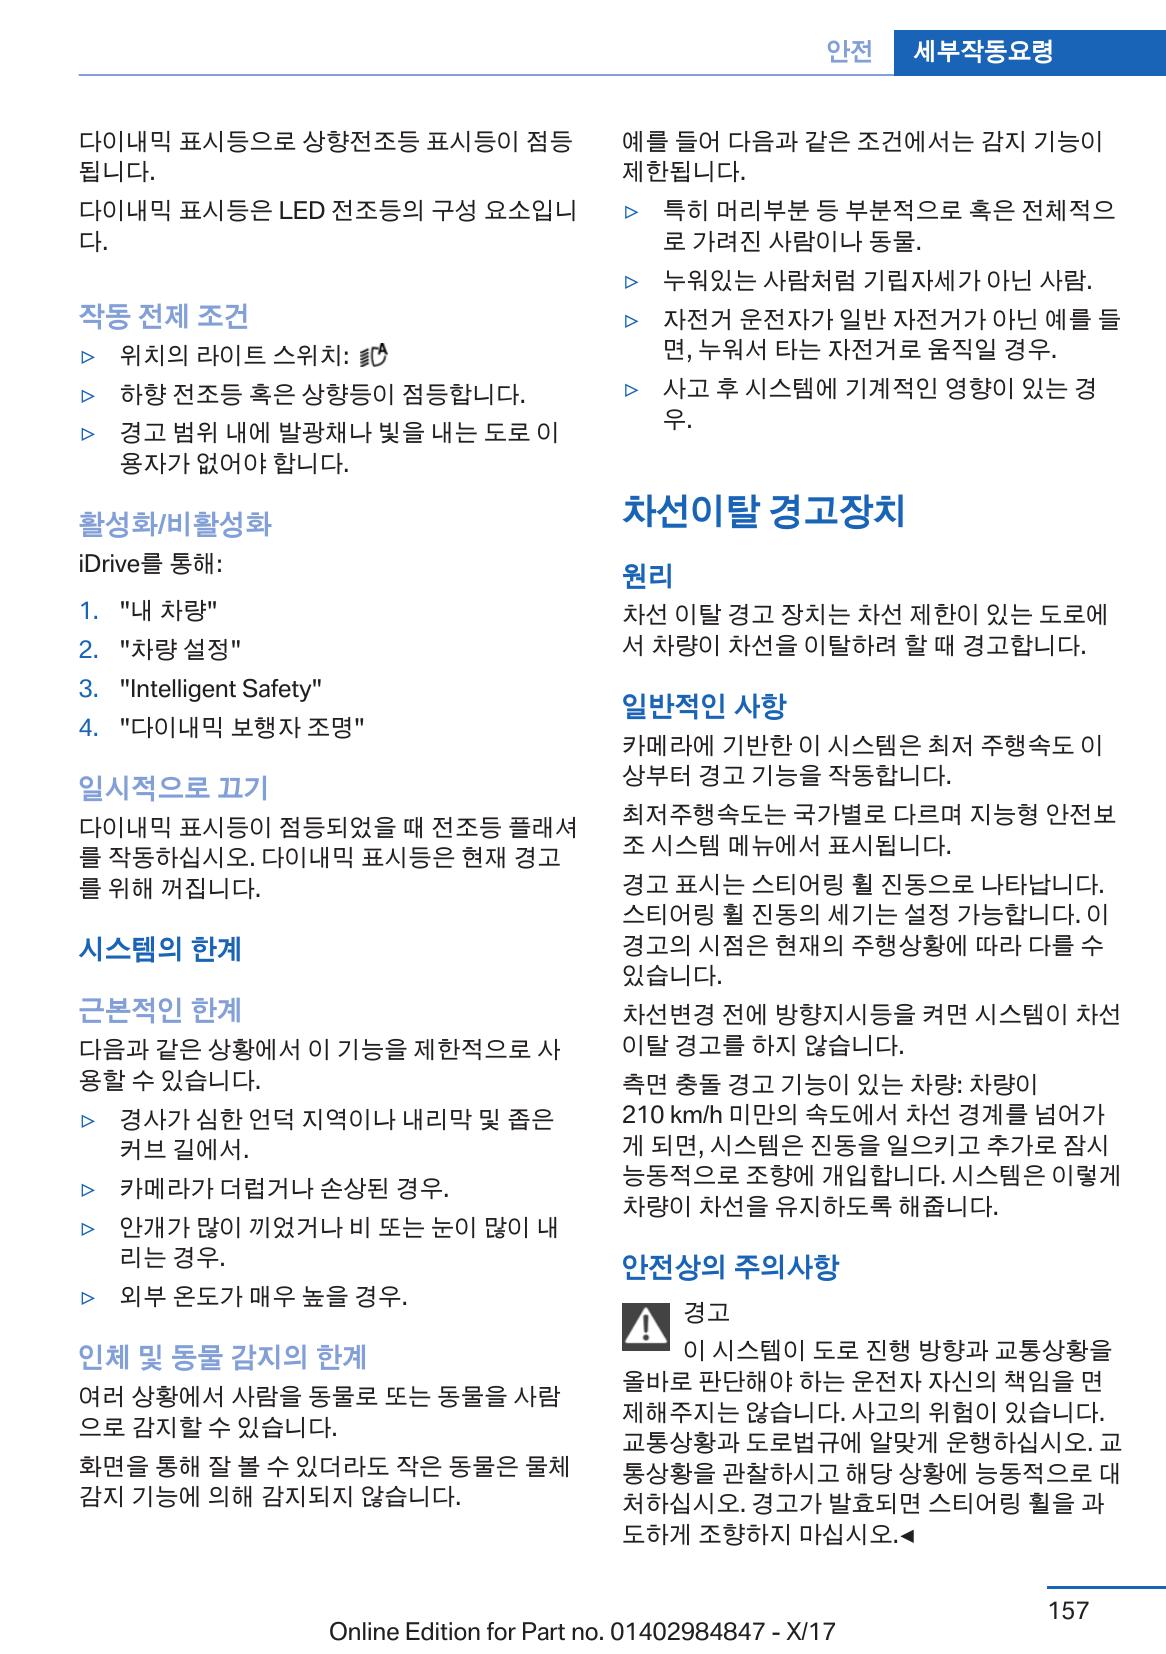 안전 세부작동요령
다이내믹 표시등으로 상향전조등 표시등이 점등
됩니다.
다이내믹 표시등은 LED 전조등의 구성 요소입니
다.
작동 전제 조건
▷ 위치의 라이트 스위치:
▷ 하향 전조등 혹은 상향등이 점등합니다.
▷ 경고 범위 내에 발광채나 빛을 내는 도로 이
용자가 없어야 합니다.
활성화/비활성화
iDrive를 통해:
1. "내 차량"
2. "차량 설정"
3. "Intelligent Safety"
4. "다이내믹 보행자 조명"
일시적으로 끄기
다이내믹 표시등이 점등되었을 때 전조등 플래셔
를 작동하십시오. 다이내믹 표시등은 현재 경고
를 위해 꺼집니다.
시스템의 한계
근본적인 한계
다음과 같은 상황에서 이 기능을 제한적으로 사
용할 수 있습니다.
▷ 경사가 심한 언덕 지역이나 내리막 및 좁은
커브 길에서.
▷ 카메라가 더럽거나 손상된 경우.
▷ 안개가 많이 끼었거나 비 또는 눈이 많이 내
리는 경우.
▷ 외부 온도가 매우 높을 경우.
인체 및 동물 감지의 한계
여러 상황에서 사람을 동물로 또는 동물을 사람
으로 감지할 수 있습니다.
화면을 통해 잘 볼 수 있더라도 작은 동물은 물체
감지 기능에 의해 감지되지 않습니다.
예를 들어 다음과 같은 조건에서는 감지 기능이
제한됩니다.
▷ 특히 머리부분 등 부분적으로 혹은 전체적으
로 가려진 사람이나 동물.
▷ 누워있는 사람처럼 기립자세가 아닌 사람.
▷ 자전거 운전자가 일반 자전거가 아닌 예를 들
면, 누워서 타는 자전거로 움직일 경우.
▷ 사고 후 시스템에 기계적인 영향이 있는 경
우.
차선이탈 경고장치
원리
차선 이탈 경고 장치는 차선 제한이 있는 도로에
서 차량이 차선을 이탈하려 할 때 경고합니다.
일반적인 사항
카메라에 기반한 이 시스템은 최저 주행속도 이
상부터 경고 기능을 작동합니다.
최저주행속도는 국가별로 다르며 지능형 안전보
조 시스템 메뉴에서 표시됩니다.
경고 표시는 스티어링 휠 진동으로 나타납니다.
스티어링 휠 진동의 세기는 설정 가능합니다. 이
경고의 시점은 현재의 주행상황에 따라 다를 수
있습니다.
차선변경 전에 방향지시등을 켜면 시스템이 차선
이탈 경고를 하지 않습니다.
측면 충돌 경고 기능이 있는 차량: 차량이
210 km/h 미만의 속도에서 차선 경계를 넘어가
게 되면, 시스템은 진동을 일으키고 추가로 잠시
능동적으로 조향에 개입합니다. 시스템은 이렇게
차량이 차선을 유지하도록 해줍니다.
안전상의 주의사항
경고
이 시스템이 도로 진행 방향과 교통상황을
올바로 판단해야 하는 운전자 자신의 책임을 면
제해주지는 않습니다. 사고의 위험이 있습니다.
교통상황과 도로법규에 알맞게 운행하십시오. 교
통상황을 관찰하시고 해당 상황에 능동적으로 대
처하십시오. 경고가 발효되면 스티어링 휠을 과
도하게 조향하지 마십시오.◄
157
Online Edition for Part no. 01402984847 - X/17